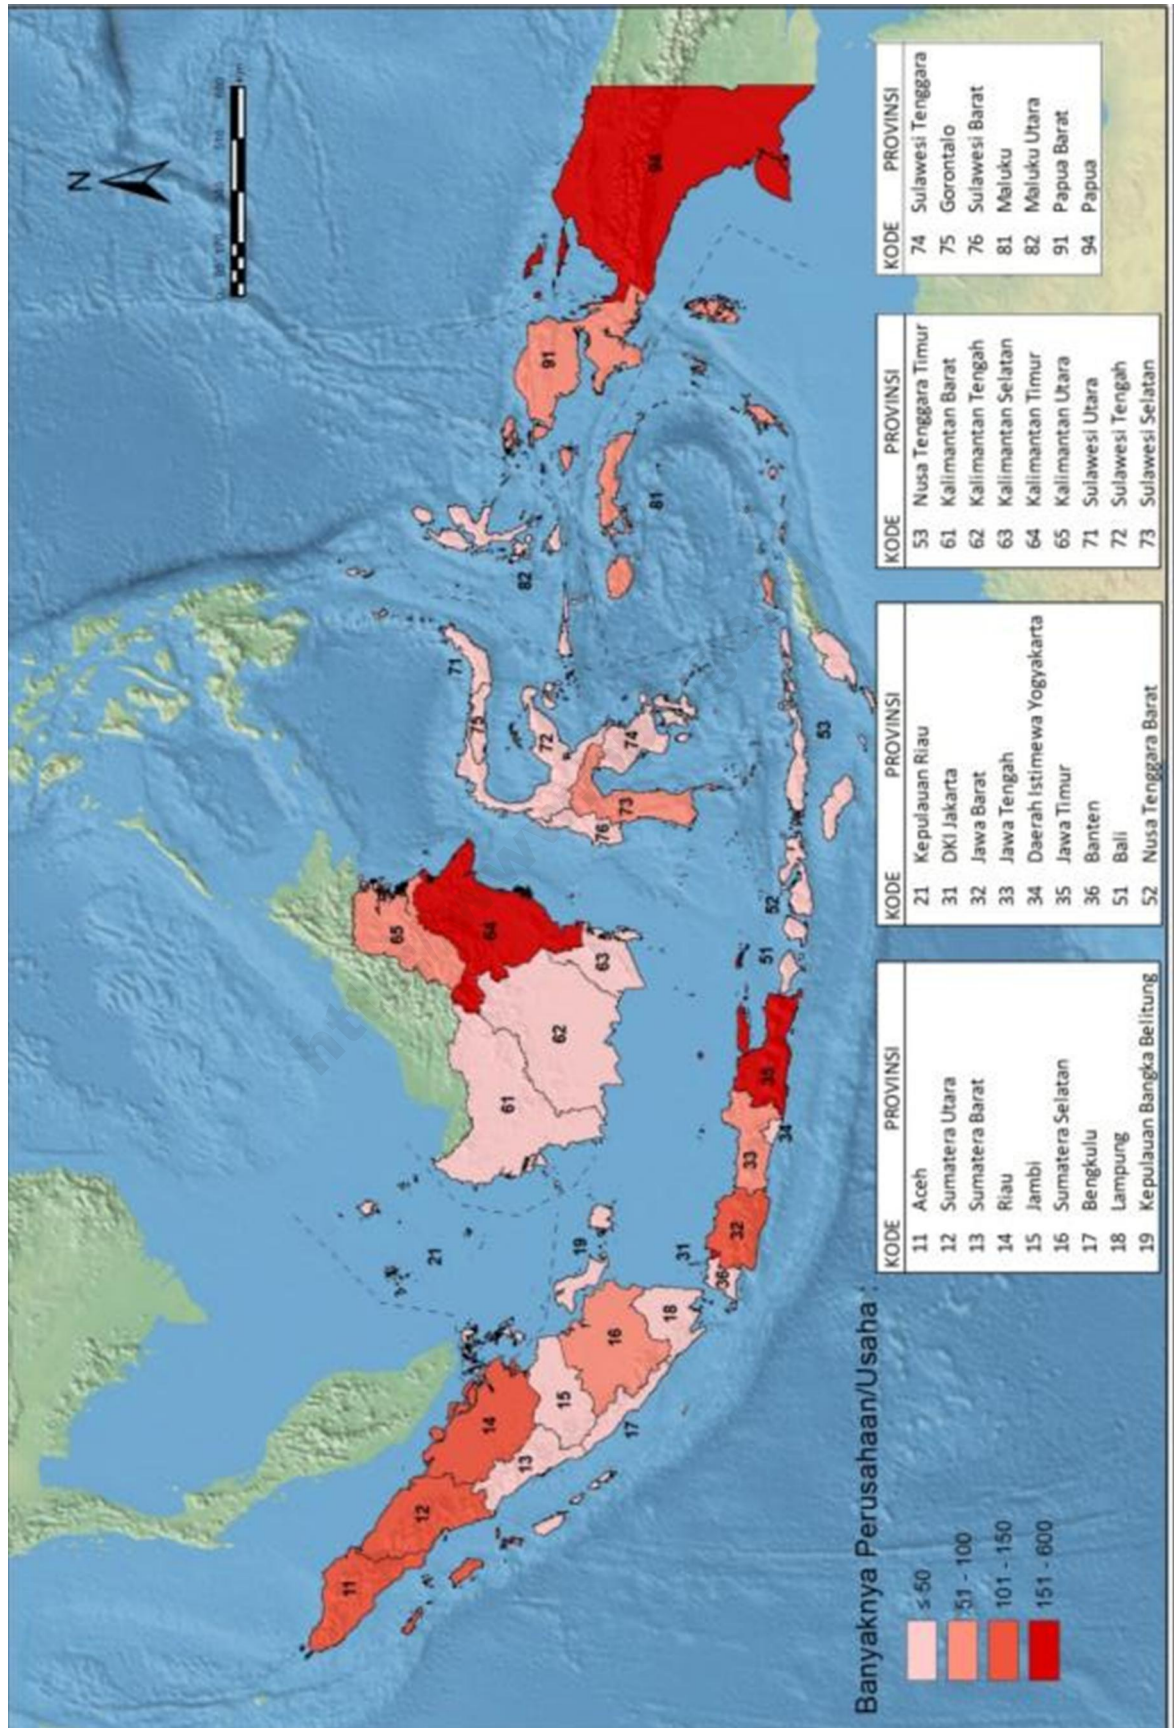 N
km
11
12
13
14
15
16
17
18
19
21
31
36
32
33
34
35
51
52
53
61
62
63
64
65
71
75
72
74
73
76
82
81
91
94
Banyaknya Perusahaan/Usaha :
≤ 50
51 - 100
101 - 150
151 - 600
KODE PROVINSI
11 Aceh
12 Sumatera Utara
13 Sumatera Barat
14 Riau
15 Jambi
16 Sumatera Selatan
17 Bengkulu
18 Lampung
19 Kepulauan Bangka Belitung
KODE PROVINSI
21 Kepulauan Riau
31 DKI Jakarta
32 Jawa Barat
33 Jawa Tengah
34 Daerah Istimewa Yogyakarta
35 Jawa Timur
36 Banten
51 Bali
52 Nusa Tenggara Barat
KODE PROVINSI
53 Nusa Tenggara Timur
61 Kalimantan Barat
62 Kalimantan Tengah
63 Kalimantan Selatan
64 Kalimantan Timur
65 Kalimantan Utara
71 Sulawesi Utara
72 Sulawesi Tengah
73 Sulawesi Selatan
KODE PROVINSI
74 Sulawesi Tenggara
75 Gorontalo
76 Sulawesi Barat
81 Maluku
82 Maluku Utara
91 Papua Barat
94 Papua